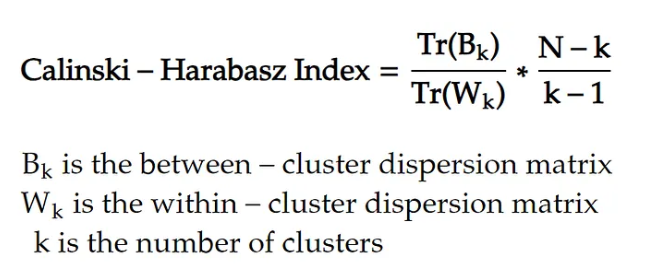 Calinski – Harabasz Index = Tr(Bₖ) / Tr(Wₖ) * N – k / k – 1
Bₖ is the between – cluster dispersion matrix
Wₖ is the within – cluster dispersion matrix
k is the number of clusters